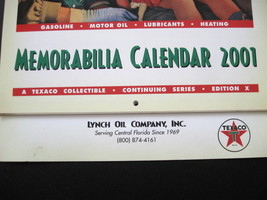 GASOLINE • MOTOR OIL • LUBRICANTS • HEATING
MEMORABILIA CALENDAR 2001
A TEXACO COLLECTIBLE • CONTINUING SERIES • EDITION X
LYNCH OIL COMPANY, INC.
Serving Central Florida Since 1969
(800) 874-4161
TEXACO